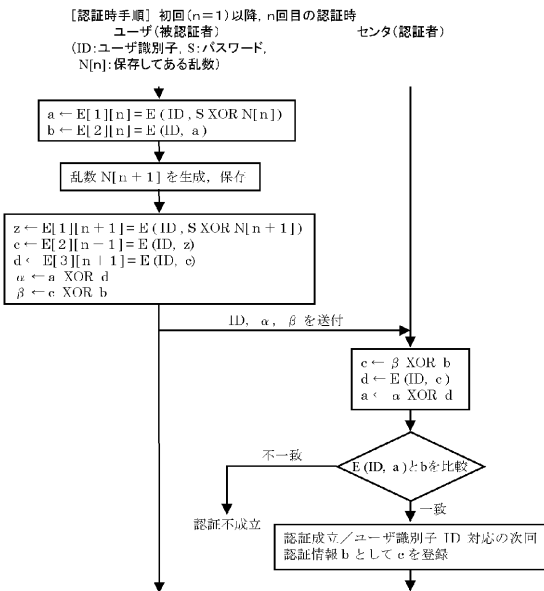 [認証時手順] 初回(n=1)以降，n回目の認証時
ユーザ(被認証者)
センタ(認証者)
(ID：ユーザ識別子，S：パスワード，
N[n]：保存してある乱数)
a ← E[1][n]=E(ID, S XOR N[n])
b ← E[2][n]=E(ID, a)
乱数 N[n+1] を生成，保存
z ← E[1][n+1]=E(ID, S XOR N[n+1])
c ← E[2][n+1]=E(ID, z)
d ← E[3][n+1]=E(ID, c)
α ← a XOR d
β ← c XOR b
ID，α，β を送付
c ← β XOR b
d ← E(ID, c)
a ← α XOR d
不一致
E(ID, a)とbを比較
認証不成立
一致
認証成立／ユーザ識別子 ID 対応の次回
認証情報 b として c を登録